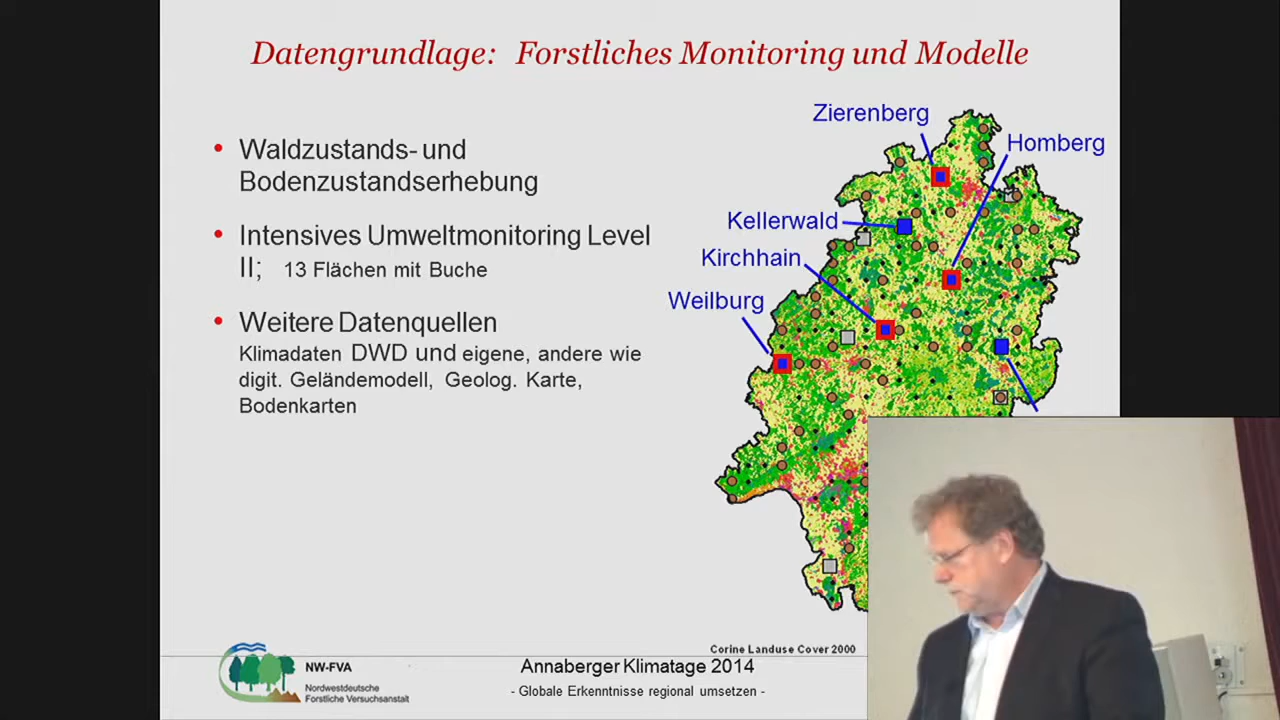 Datengrundlage: Forstliches Monitoring und Modelle
Waldzustands- und
Bodenzustandserhebung
Intensives Umweltmonitoring Level
II; 13 Flächen mit Buche
Weitere Datenquellen
Klimadaten DWD und eigene, andere wie
digit. Geländemodell, Geolog. Karte,
Bodenkarten
Zierenberg
Homberg
Kellerwald
Kirchhain
Weilburg
Corine Landuse Cover 2000
NW-FVA
Nordwestdeutsche
Forstliche Versuchsanstalt
Annaberger Klimatage 2014
- Globale Erkenntnisse regional umsetzen -